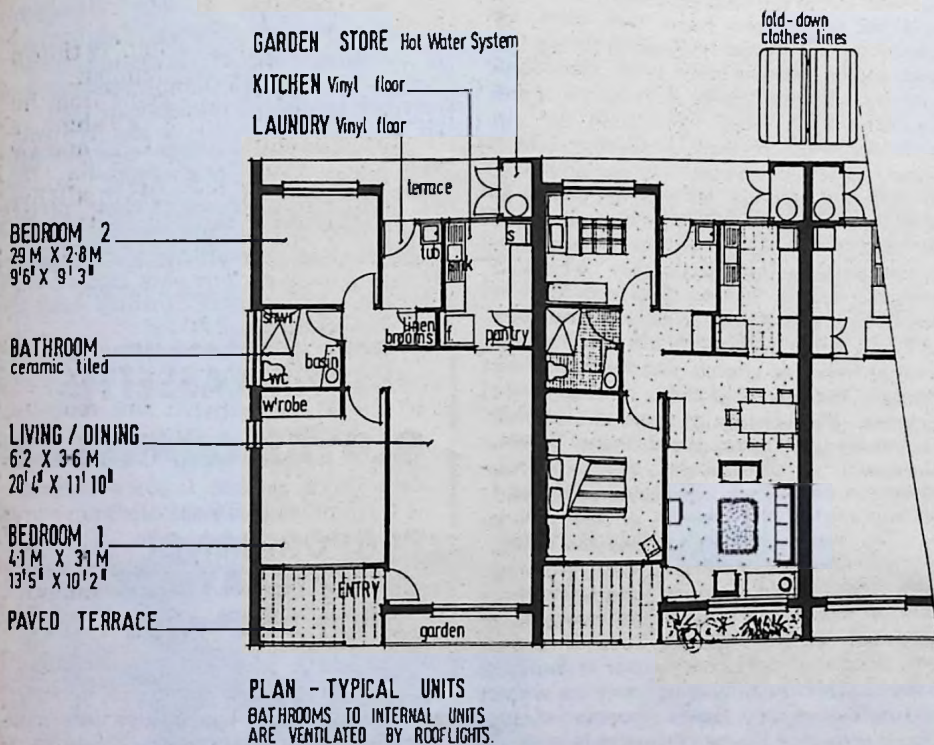 fold-down
clothes lines
GARDEN STORE Hot Water System
KITCHEN Vinyl floor
LAUNDRY Vinyl floor
terrace
BEDROOM 2
2·9 M X 2·8 M
9'6" X 9' 3"
tub
sink
s
shwr.
linen
brooms
f
pantry
BATHROOM
ceramic tiled
basin
WC
w'robe
LIVING / DINING
6·2 X 3·6 M
20'4" X 11' 10"
BEDROOM 1
4·1 M X 3·1 M
13'5" X 10'2"
ENTRY
PAVED TERRACE
garden
PLAN - TYPICAL UNITS
BATHROOMS TO INTERNAL UNITS
ARE VENTILATED BY ROOFLIGHTS.